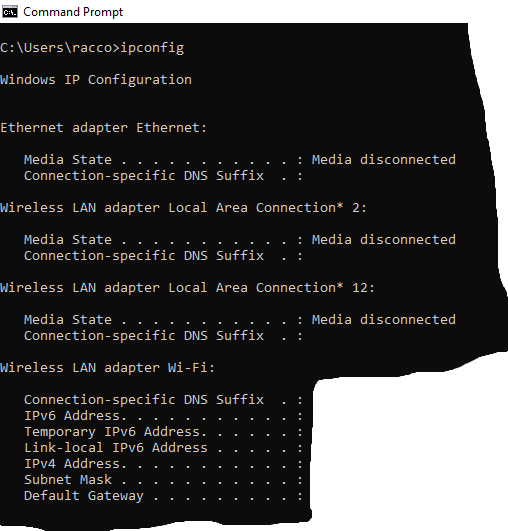 Command Prompt
C:\Users\racco>ipconfig
Windows IP Configuration
Ethernet adapter Ethernet:
   Media State . . . . . . . . . . . : Media disconnected
   Connection-specific DNS Suffix  . :
Wireless LAN adapter Local Area Connection* 2:
   Media State . . . . . . . . . . . : Media disconnected
   Connection-specific DNS Suffix  . :
Wireless LAN adapter Local Area Connection* 12:
   Media State . . . . . . . . . . . : Media disconnected
   Connection-specific DNS Suffix  . :
Wireless LAN adapter Wi-Fi:
   Connection-specific DNS Suffix  . :
   IPv6 Address. . . . . . . . . . . :
   Temporary IPv6 Address. . . . . . :
   Link-local IPv6 Address . . . . . :
   IPv4 Address. . . . . . . . . . . :
   Subnet Mask . . . . . . . . . . . :
   Default Gateway . . . . . . . . . :